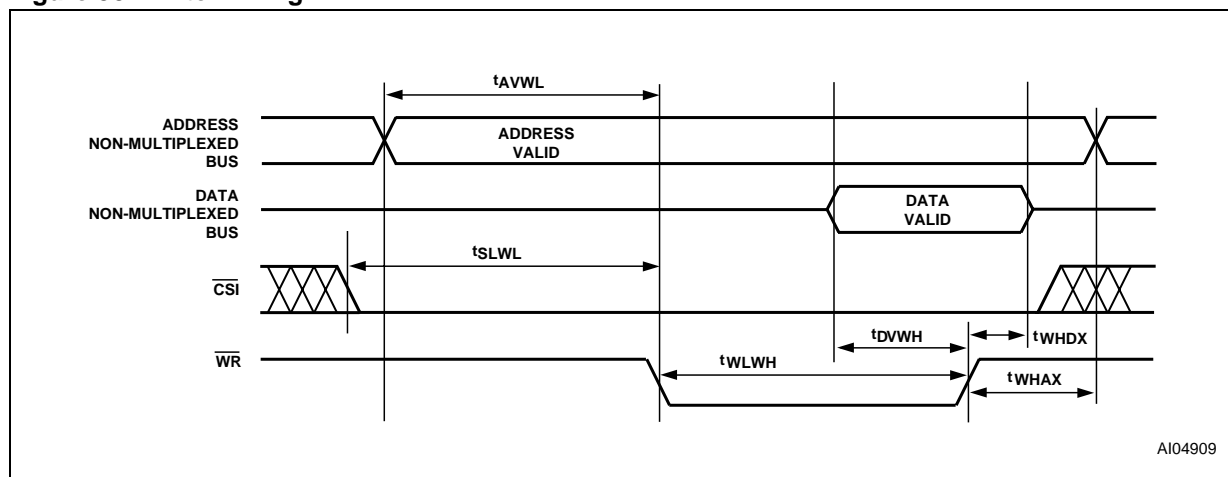 tAVWL
ADDRESS
NON-MULTIPLEXED
BUS
ADDRESS
VALID
DATA
NON-MULTIPLEXED
BUS
DATA
VALID
tSLWL
CSI
tDVWH
tWHDX
WR
tWLWH
tWHAX
AI04909